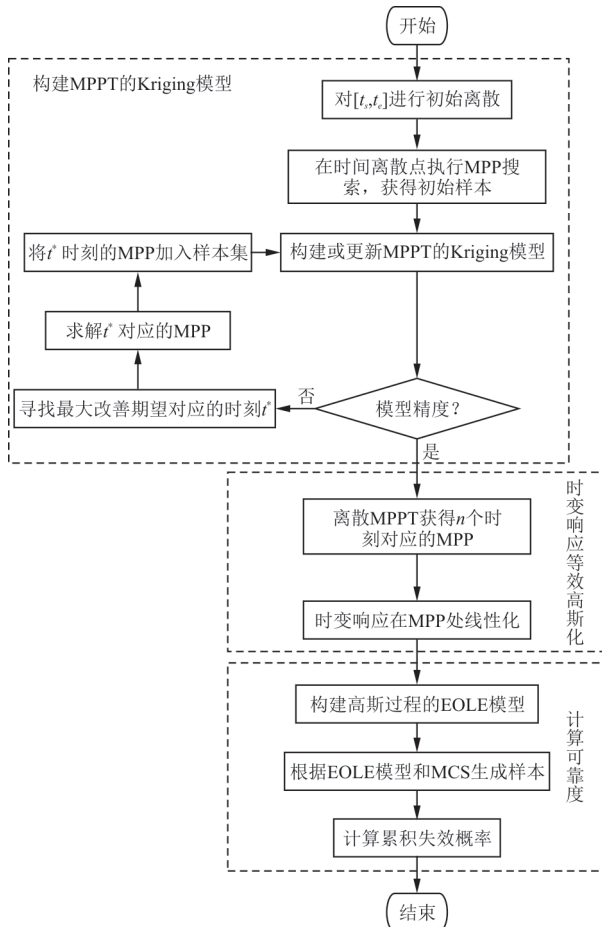 开始
构建MPPT的Kriging模型
对[ts,te]进行初始离散
在时间离散点执行MPP搜
索，获得初始样本
将t* 时刻的MPP加入样本集
构建或更新MPPT的Kriging模型
求解t* 对应的MPP
寻找最大改善期望对应的时刻t*
否
模型精度？
是
离散MPPT获得n个时
刻对应的MPP
时变响应在MPP处线性化
时变响应等效高斯化
构建高斯过程的EOLE模型
根据EOLE模型和MCS生成样本
计算累积失效概率
计算可靠度
结束